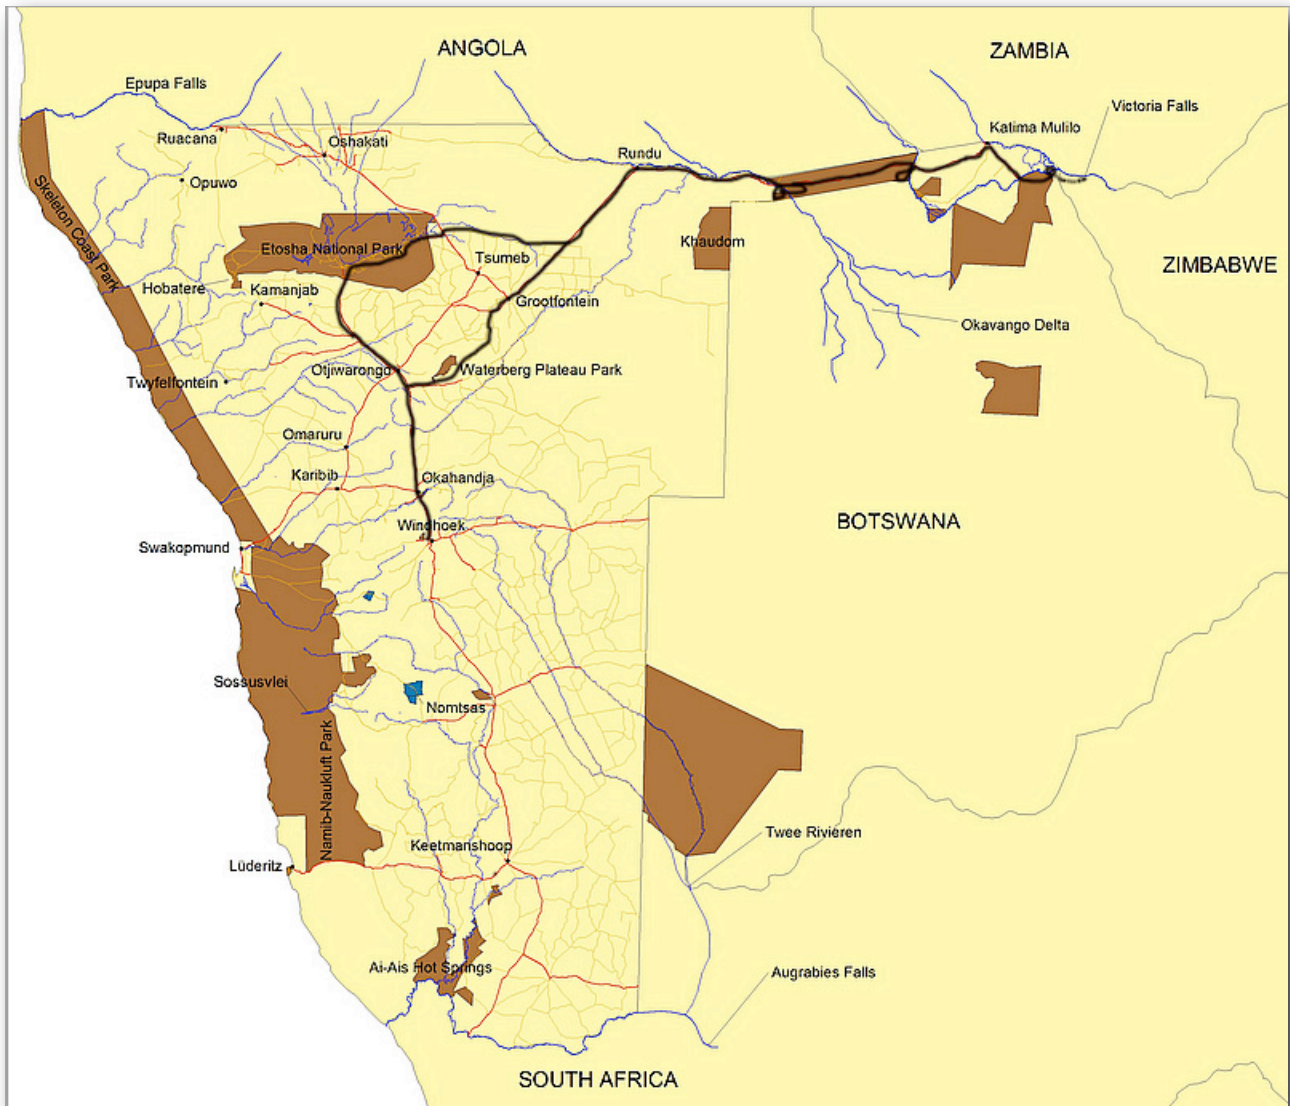 ANGOLA
ZAMBIA
Epupa Falls
Victoria Falls
Katima Mulilo
Ruacana
Oshakati
Rundu
Opuwo
Skeleton Coast Park
Etosha National Park
Khaudom
Tsumeb
ZIMBABWE
Hobatere
Kamanjab
Grootfontein
Okavango Delta
Otjiwarongo
Waterberg Plateau Park
Twyfelfontein
Omaruru
Karibib
Okahandja
Windhoek
BOTSWANA
Swakopmund
Sossusvlei
Nomtsas
Namib-Naukluft Park
Twee Rivieren
Keetmanshoop
Lüderitz
Ai-Ais Hot Springs
Augrabies Falls
SOUTH AFRICA